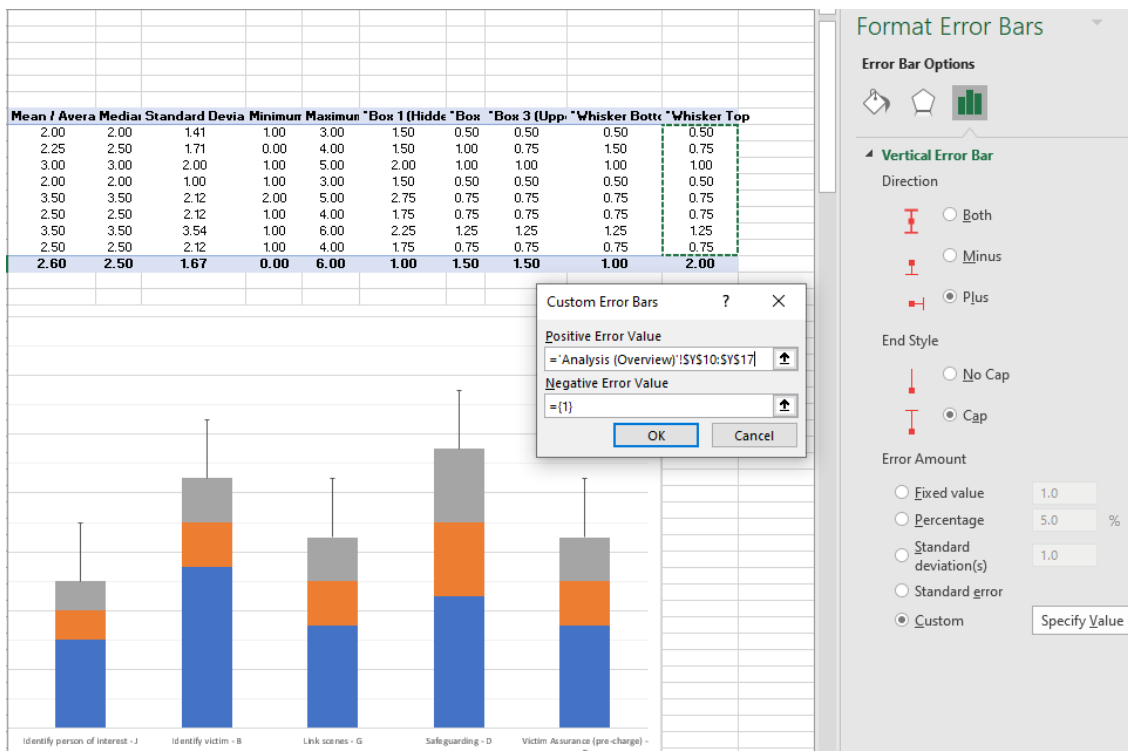 Format Error Bars
Error Bar Options
Mean / Avera Median Standard Devia Minimum Maximum "Box 1 (Hidde "Box "Box 3 (Upp "Whisker Botto "Whisker Top
2.00 2.00 1.41 1.00 3.00 1.50 0.50 0.50 0.50 0.50
2.25 2.50 1.71 0.00 4.00 1.50 1.00 0.75 1.50 0.75
3.00 3.00 2.00 1.00 5.00 2.00 1.00 1.00 1.00 1.00
2.00 2.00 1.00 1.00 3.00 1.50 0.50 0.50 0.50 0.50
3.50 3.50 2.12 2.00 5.00 2.75 0.75 0.75 0.75 0.75
2.50 2.50 2.12 1.00 4.00 1.75 0.75 0.75 0.75 0.75
3.50 3.50 3.54 1.00 6.00 2.25 1.25 1.25 1.25 1.25
2.50 2.50 2.12 1.00 4.00 1.75 0.75 0.75 0.75 0.75
2.60 2.50 1.67 0.00 6.00 1.00 1.50 1.50 1.00 2.00
Vertical Error Bar
Direction
Both
Minus
Plus
End Style
No Cap
Cap
Error Amount
Fixed value 1.0
Percentage 5.0 %
Standard
deviation(s) 1.0
Standard error
Custom Specify Value
Custom Error Bars ? 
Positive Error Value
='Analysis (Overview)'!$Y$10:$Y$17
Negative Error Value
={1}
OK Cancel
Identify person of interest - J Identify victim - B Link scenes - G Safeguarding - D Victim Assurance (pre-charge) -